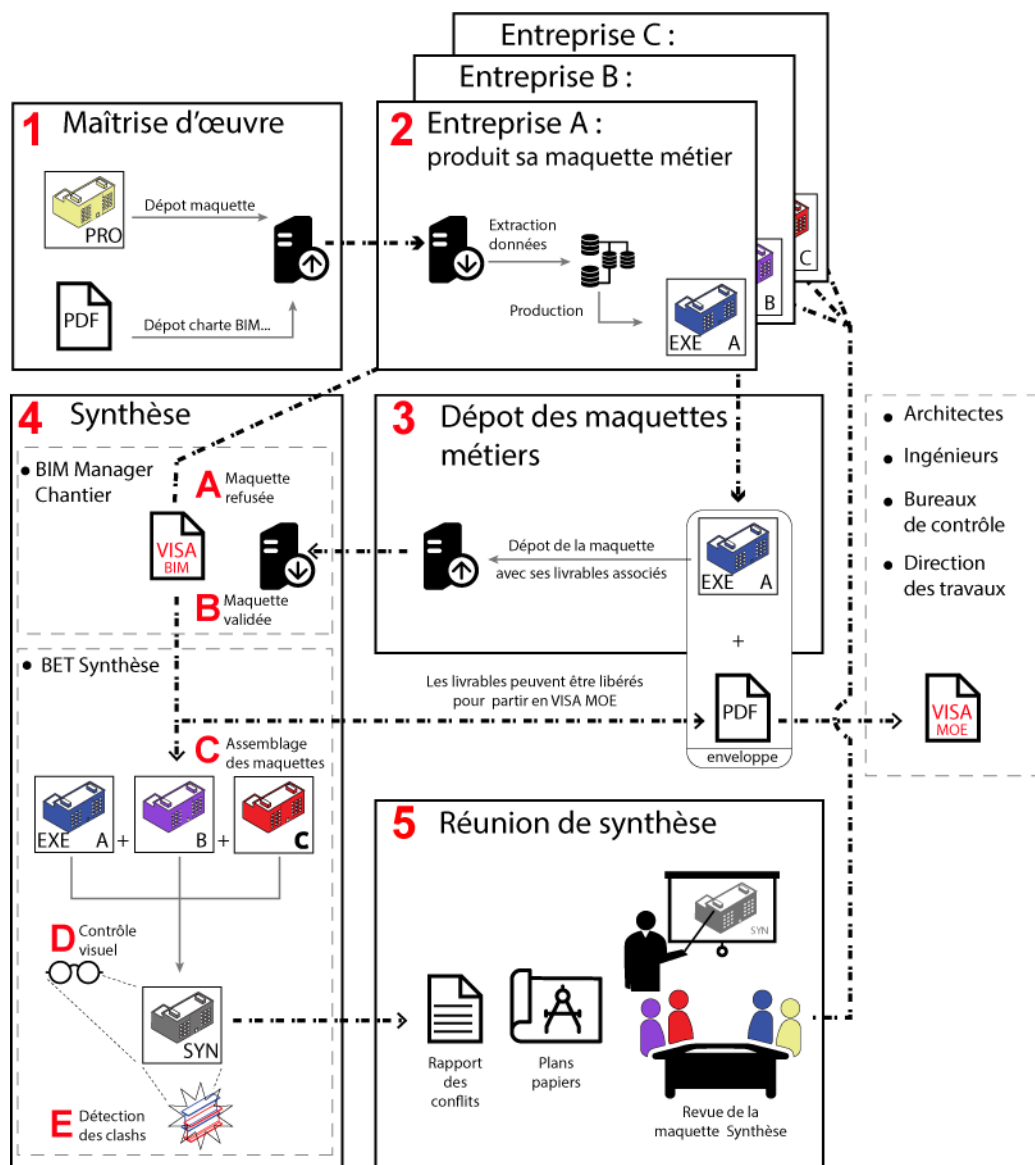 Entreprise C :
Entreprise B :
1 Maîtrise d'œuvre
Dépot maquette
PRO
PDF
Dépot charte BIM...
2 Entreprise A :
produit sa maquette métier
Extraction
données
Production
EXE A
B
C
3 Dépot des maquettes
métiers
Dépot de la maquette
avec ses livrables associés
EXE A
+
PDF
enveloppe
4 Synthèse
• BIM Manager
Chantier
A Maquette
refusée
VISA
BIM
B Maquette
validée
• BET Synthèse
Les livrables peuvent être libérés
pour partir en VISA MOE
C Assemblage
des maquettes
EXE A + B + C
D Contrôle
visuel
SYN
E Détection
des clashs
5 Réunion de synthèse
SYN
Rapport
des
conflits
Plans
papiers
Revue de la
maquette Synthèse
• Architectes
• Ingénieurs
• Bureaux
de contrôle
• Direction
des travaux
VISA
MOE